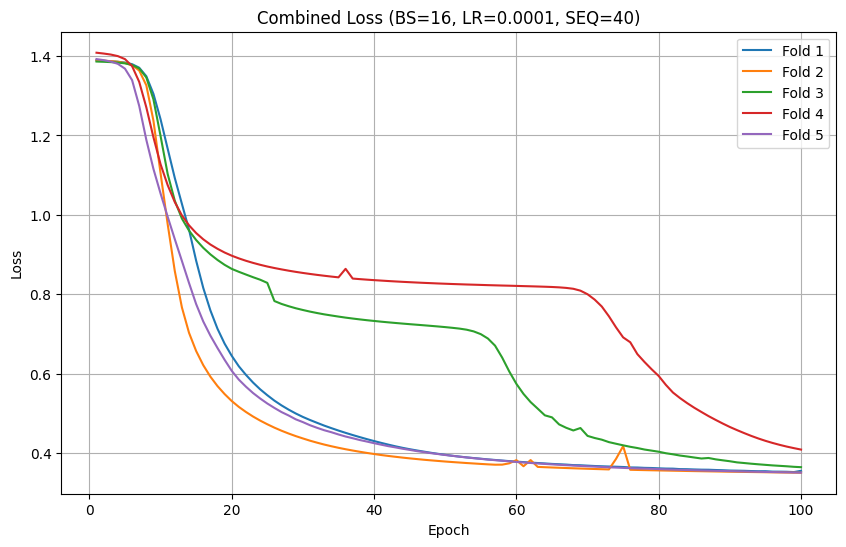 Combined Loss (BS=16, LR=0.0001, SEQ=40)
Loss
1.4
1.2
1.0
0.8
0.6
0.4
Fold 1
Fold 2
Fold 3
Fold 4
Fold 5
0 20 40 60 80 100
Epoch